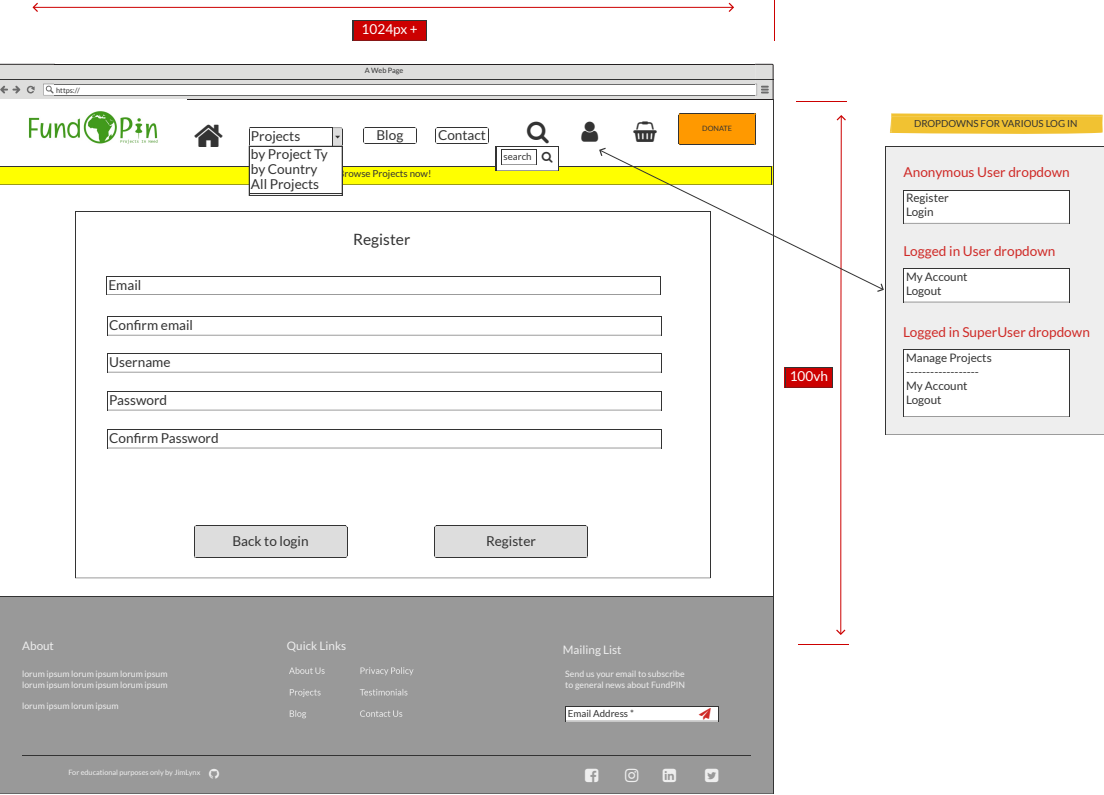 1024px +
A Web Page
https://
FundPin
Projects in Need
Projects
Blog
Contact
DONATE
by Project Ty
by Country
All Projects
search
Browse Projects now!
Register
Email
Confirm email
Username
Password
Confirm Password
Back to login
Register
100vh
DROPDOWNS FOR VARIOUS LOG IN
Anonymous User dropdown
Register
Login
Logged in User dropdown
My Account
Logout
Logged in SuperUser dropdown
Manage Projects
------------------
My Account
Logout
About
lorum ipsum lorum ipsum lorum ipsum
lorum ipsum lorum ipsum lorum ipsum
lorum ipsum lorum ipsum
Quick Links
About Us
Privacy Policy
Projects
Testimonials
Blog
Contact Us
Mailing List
Send us your email to subscribe
to general news about FundPIN
Email Address *
For educational purposes only by JimLynx